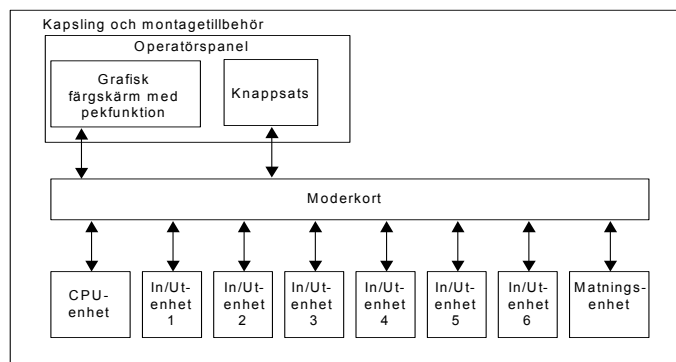 Kapsling och montagetillbehör
Operatörspanel
Grafisk
färgskärm med
pekfunktion
Knappsats
Moderkort
CPU-
enhet
In/Ut-
enhet
1
In/Ut-
enhet
2
In/Ut-
enhet
3
In/Ut-
enhet
4
In/Ut-
enhet
5
In/Ut-
enhet
6
Matnings-
enhet